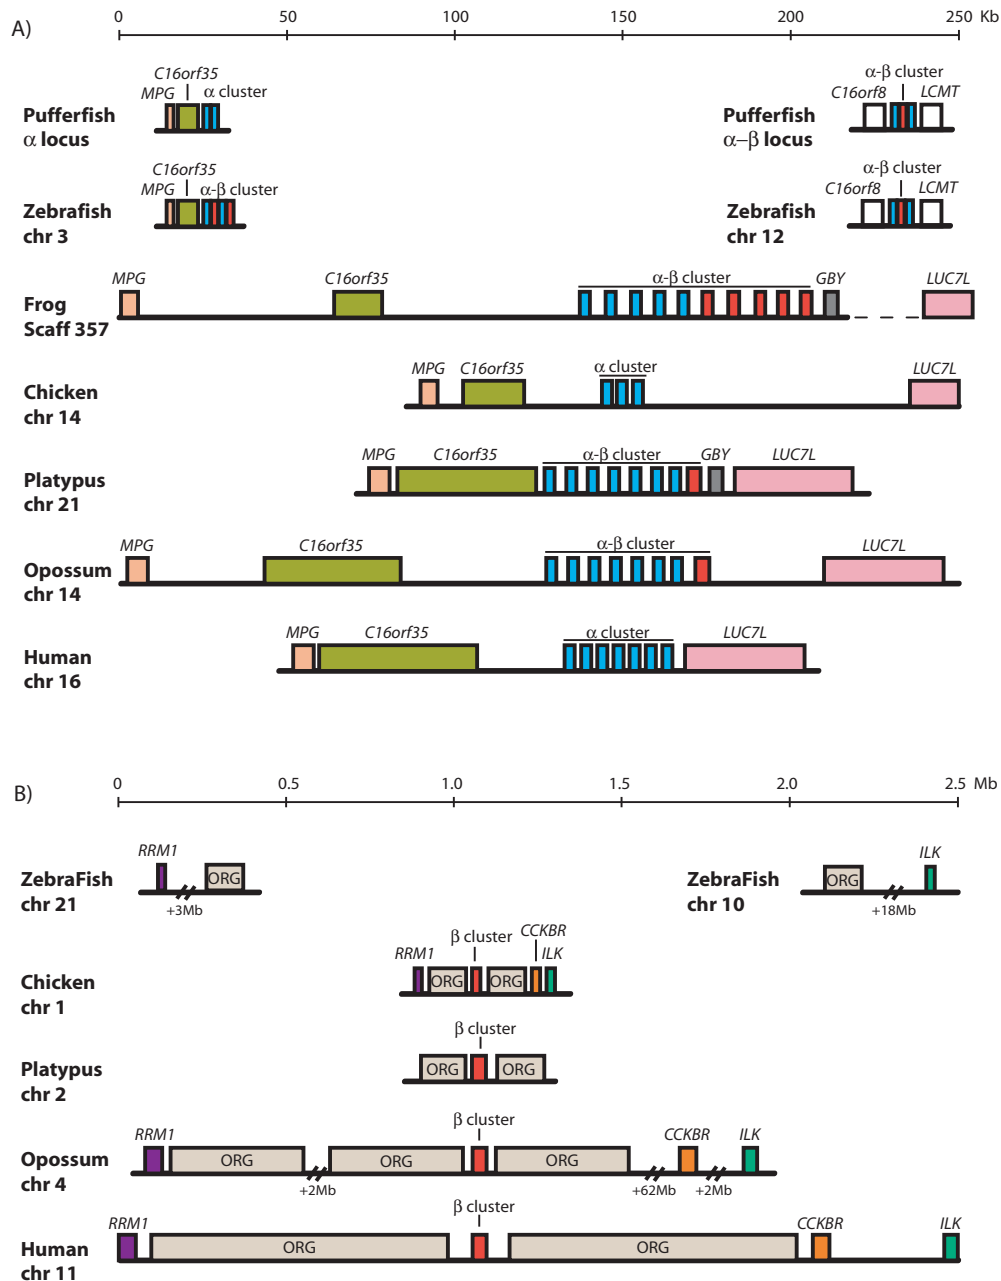 A)
0 50 100 150 200 250 Kb
Pufferfish
α locus
MPG
C16orf35
α cluster
Pufferfish
α–β locus
C16orf8
α-β cluster
LCMT
Zebrafish
chr 3
MPG
C16orf35
α-β cluster
Zebrafish
chr 12
C16orf8
α-β cluster
LCMT
Frog
Scaff 357
MPG
C16orf35
α-β cluster
GBY
LUC7L
Chicken
chr 14
MPG
C16orf35
α cluster
LUC7L
Platypus
chr 21
MPG
C16orf35
α-β cluster
GBY
LUC7L
Opossum
chr 14
MPG
C16orf35
α-β cluster
LUC7L
Human
chr 16
MPG
C16orf35
α cluster
LUC7L
B)
0 0.5 1.0 1.5 2.0 2.5 Mb
ZebraFish
chr 21
RRM1
ORG
+3Mb
ZebraFish
chr 10
ORG
ILK
+18Mb
Chicken
chr 1
RRM1
ORG
β cluster
ORG
CCKBR
ILK
Platypus
chr 2
ORG
β cluster
ORG
Opossum
chr 4
RRM1
ORG
+2Mb
ORG
β cluster
ORG
+62Mb
CCKBR
+2Mb
ILK
Human
chr 11
RRM1
ORG
β cluster
ORG
CCKBR
ILK